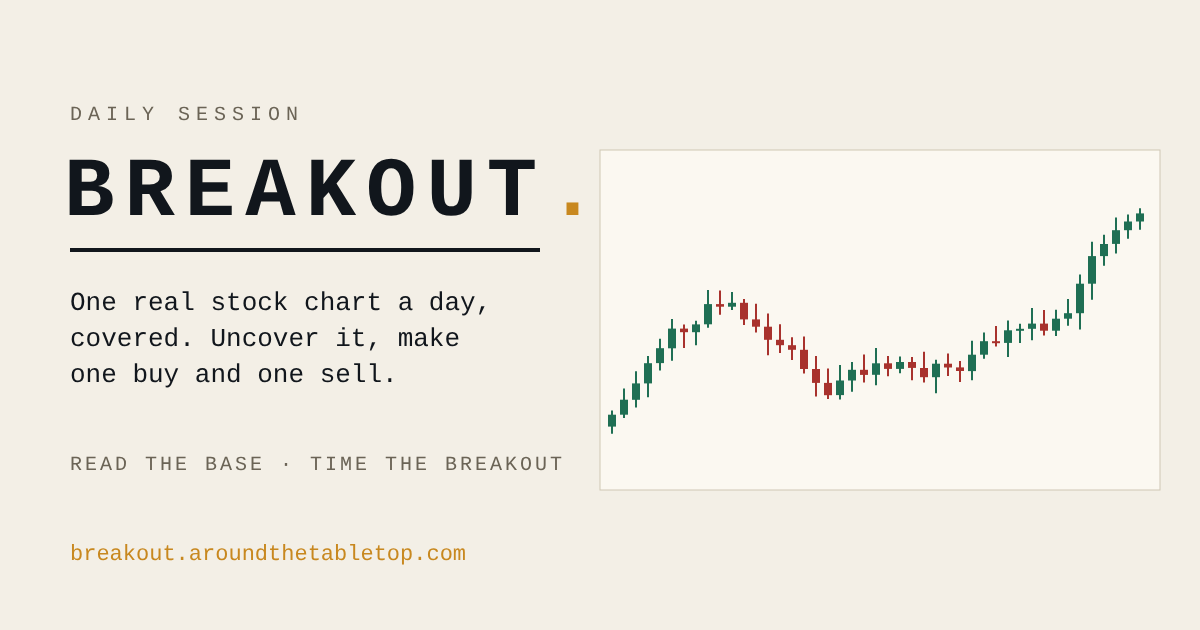 DAILY SESSION
BREAKOUT.
One real stock chart a day,
covered. Uncover it, make
one buy and one sell.
READ THE BASE · TIME THE BREAKOUT
breakout.aroundthetabletop.com